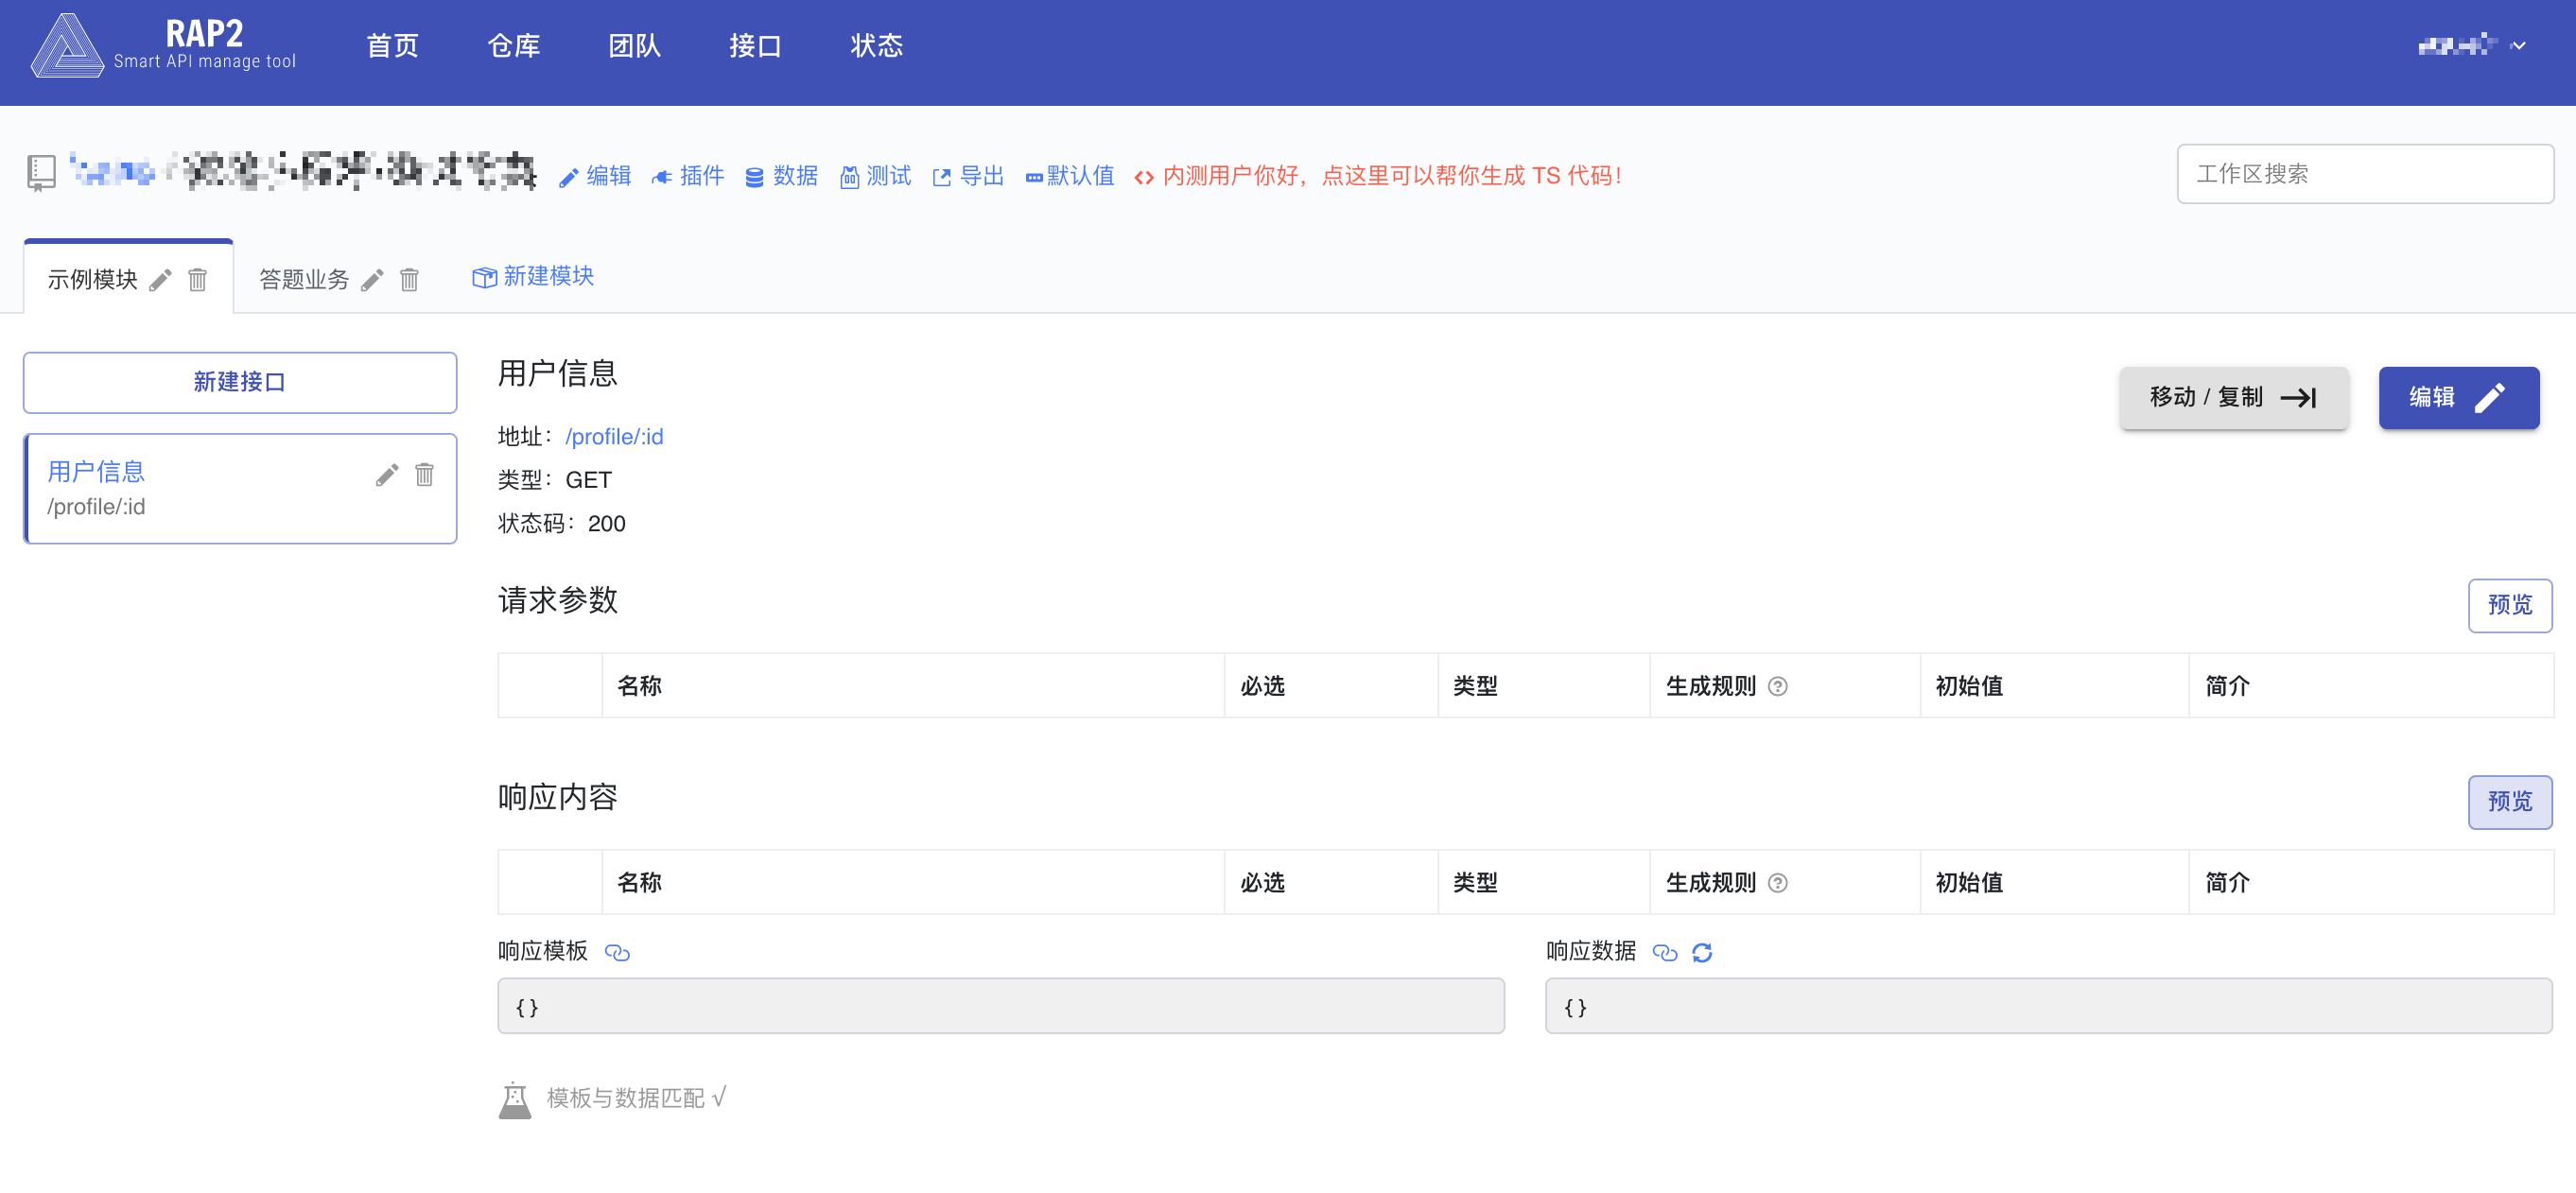 RAP2
Smart API manage tool
首页 仓库 团队 接口 状态
编辑 插件 数据 测试 导出 默认值 <> 内测用户你好，点这里可以帮你生成 TS 代码！
工作区搜索
示例模块 答题业务 新建模块
新建接口
用户信息
/profile/:id
用户信息
移动 / 复制 编辑
地址：/profile/:id
类型：GET
状态码：200
请求参数 预览
名称 必选 类型 生成规则 初始值 简介
响应内容 预览
名称 必选 类型 生成规则 初始值 简介
响应模板 响应数据
{} {}
模板与数据匹配 √